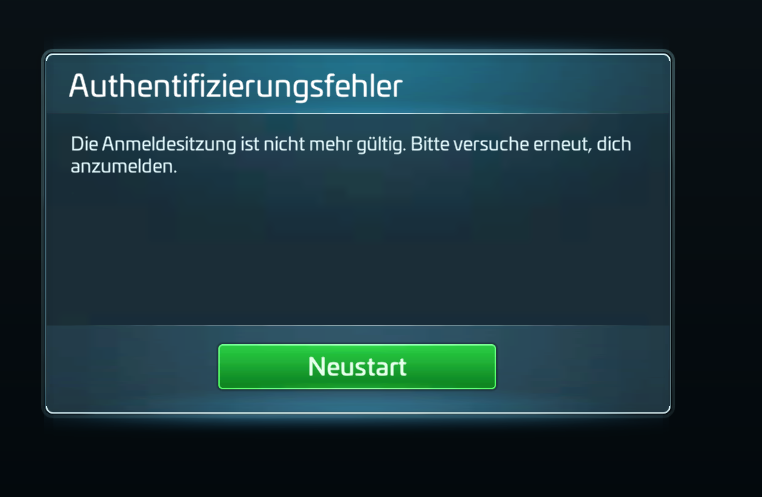 Authentifizierungsfehler
Die Anmeldesitzung ist nicht mehr gültig. Bitte versuche erneut, dich
anzumelden.
Neustart